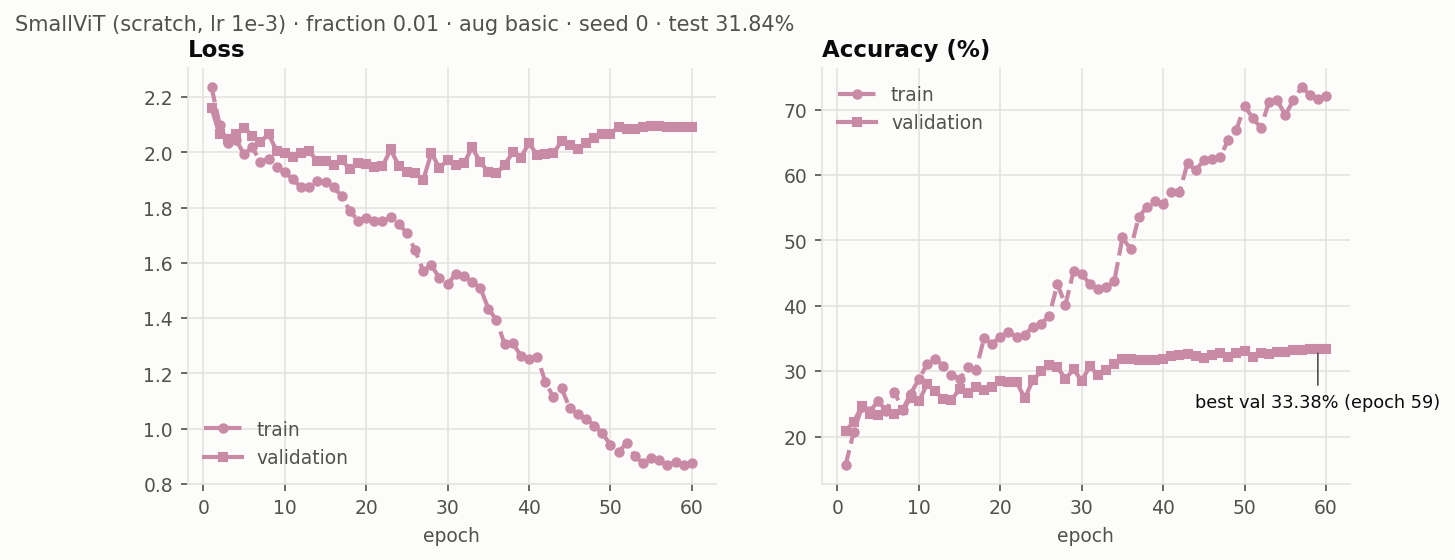 SmallViT (scratch, lr 1e-3) · fraction 0.01 · aug basic · seed 0 · test 31.84%
Loss
2.2
2.0
1.8
1.6
1.4
1.2
1.0
0.8
train
validation
0 10 20 30 40 50 60
epoch
Accuracy (%)
train
validation
70
60
50
40
30
20
best val 33.38% (epoch 59)
0 10 20 30 40 50 60
epoch